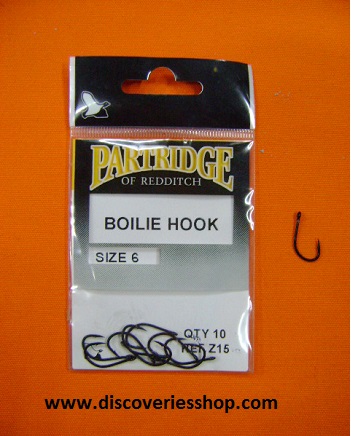 PARTRIDGE
OF REDDITCH
BOILIE HOOK
SIZE 6
QTY 10
REF Z15
www.discoveriesshop.com